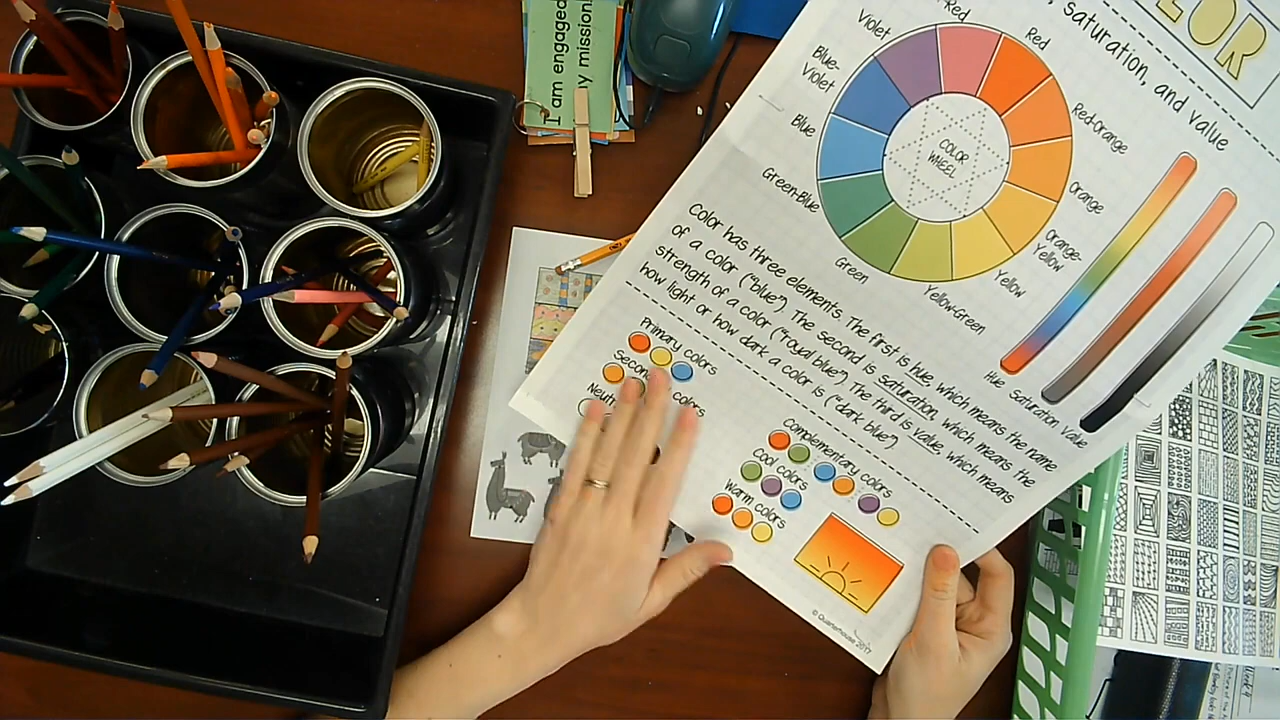 I am engaged
my mission
LOR
, saturation, and value
Red
Red
Red-Orange
Orange
Orange-
Yellow
Yellow
Yellow-Green
Green
Green-Blue
Blue
Blue-
Violet
Violet
COLOR
WHEEL
Hue
Saturation
Value
Color has three elements. The first is hue, which means the name
of a color ("blue"). The second is saturation, which means the
strength of a color ("royal blue"). The third is value, which means
how light or how dark a color is ("dark blue").
Primary colors
colors
Complementary colors
Cool colors
Warm colors
© Quarterhouse 2017